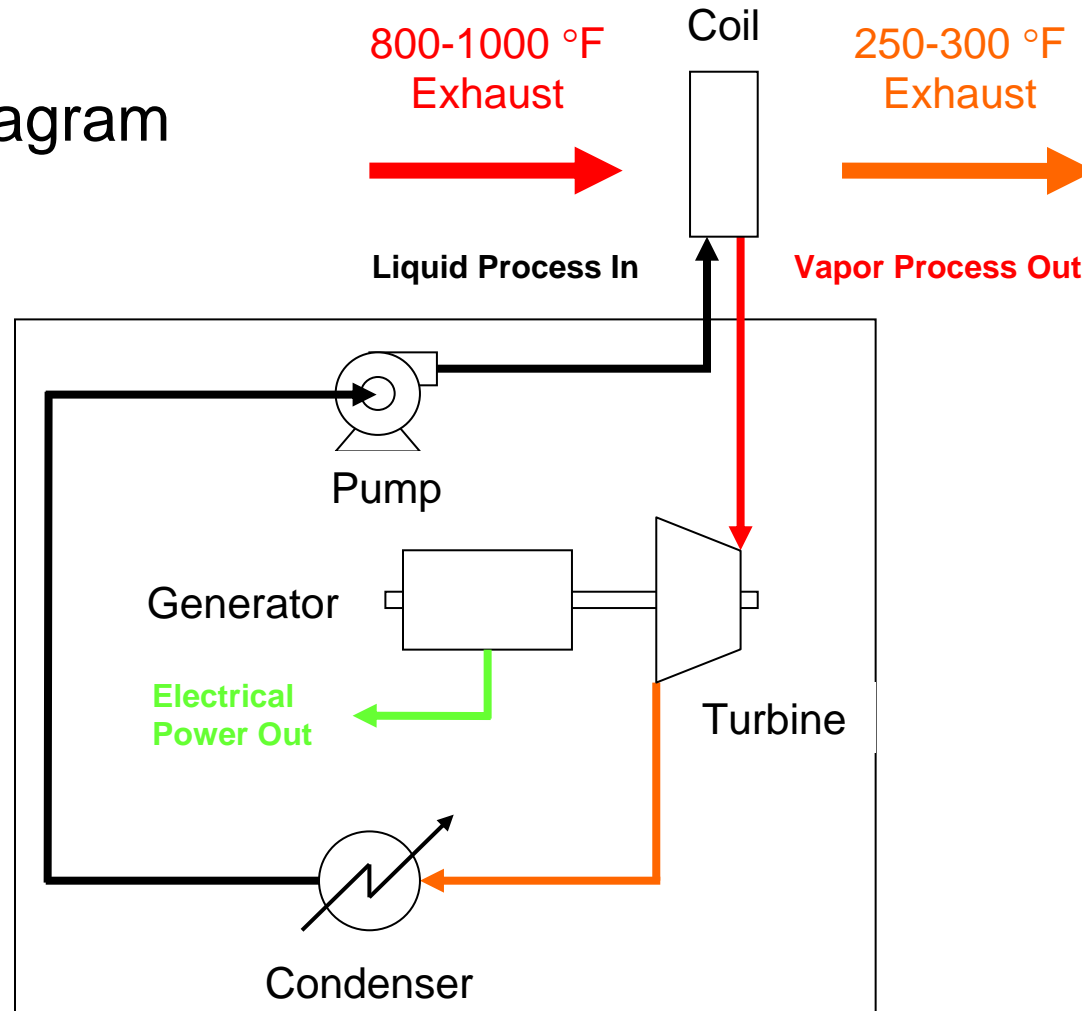 Coil
800-1000 °F
Exhaust
250-300 °F
Exhaust
agram
Liquid Process In
Vapor Process Out
Pump
Generator
Electrical
Power Out
Turbine
Condenser